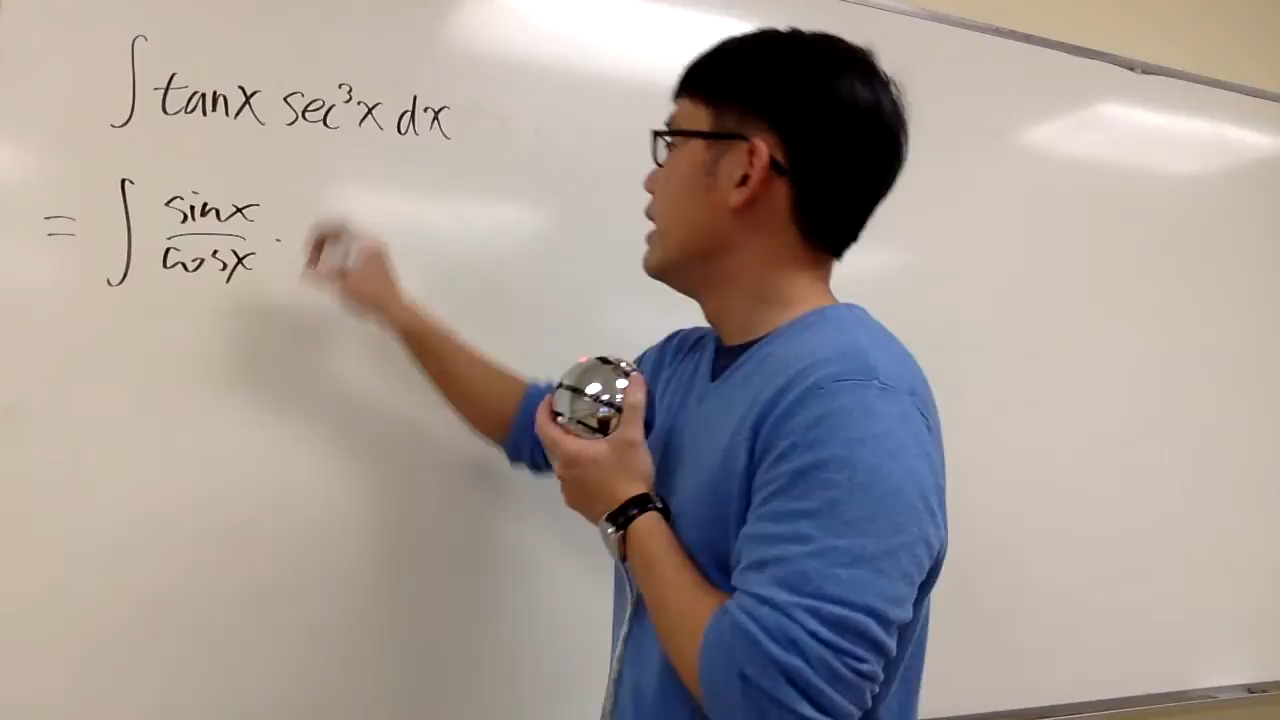 ∫ tanx sec³x dx
= ∫ sinx/cosx ·